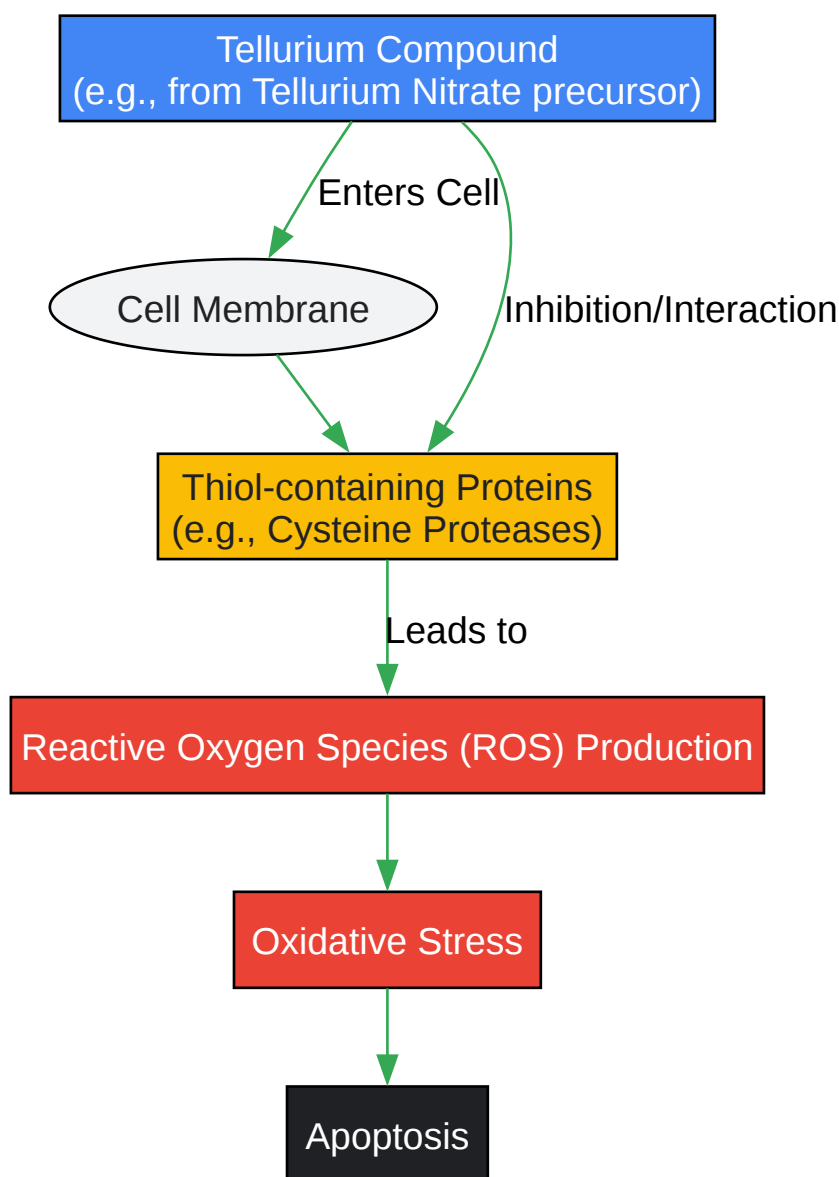 Tellurium Compound
(e.g., from Tellurium Nitrate precursor)
Enters Cell
Cell Membrane
Inhibition/Interaction
Thiol-containing Proteins
(e.g., Cysteine Proteases)
Leads to
Reactive Oxygen Species (ROS) Production
Oxidative Stress
Apoptosis